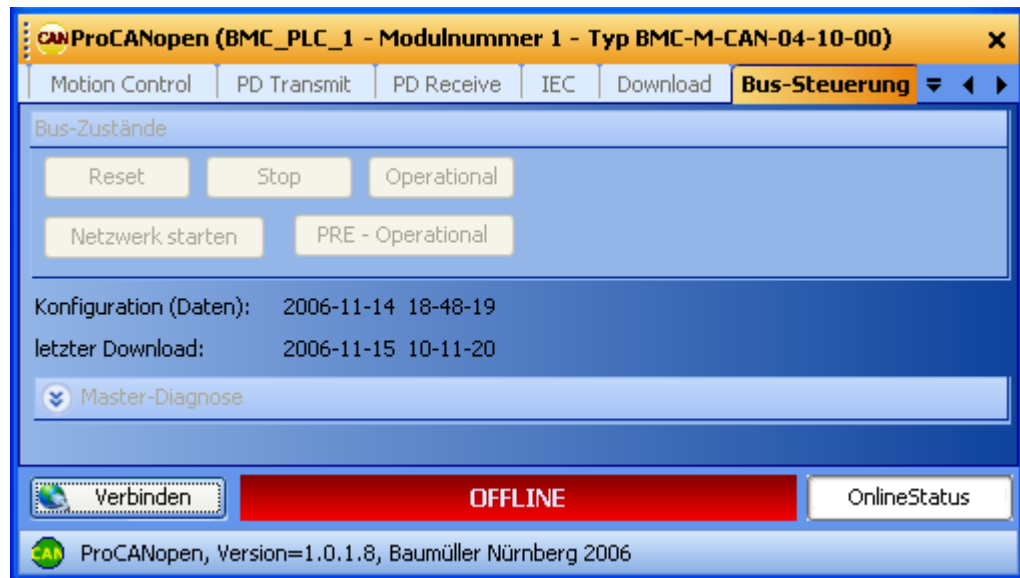 CAN ProCANopen (BMC_PLC_1 - Modulnummer 1 - Typ BMC-M-CAN-04-10-00)
Motion Control PD Transmit PD Receive IEC Download Bus-Steuerung
Bus-Zustände
Reset Stop Operational
Netzwerk starten PRE - Operational
Konfiguration (Daten): 2006-11-14 18-48-19
letzter Download: 2006-11-15 10-11-20
Master-Diagnose
Verbinden OFFLINE OnlineStatus
CAN ProCANopen, Version=1.0.1.8, Baumüller Nürnberg 2006